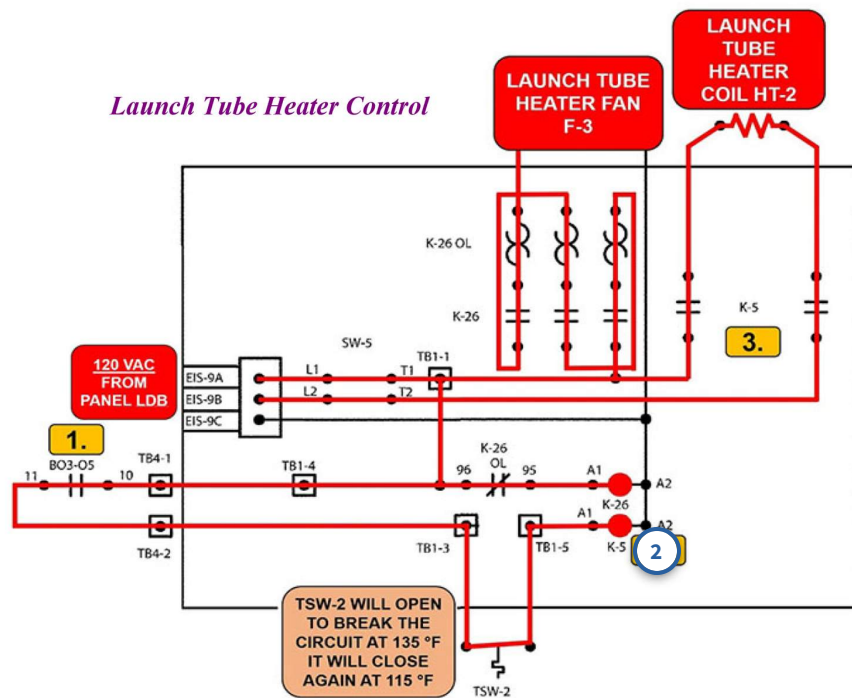 LAUNCH
TUBE
HEATER
COIL HT-2
LAUNCH TUBE
HEATER FAN
F-3
Launch Tube Heater Control
K-26 OL
K-26
K-5
3.
SW-5
TB1-1
120 VAC
FROM
PANEL LDB
EIS-9A
L1
T1
EIS-9B
L2
T2
EIS-9C
1.
BO3-O5
11
10
TB4-1
TB1-4
96
K-26
OL
95
A1
A2
K-26
TB4-2
TB1-3
TB1-5
A1
A2
K-5
2
TSW-2 WILL OPEN
TO BREAK THE
CIRCUIT AT 135 °F
IT WILL CLOSE
AGAIN AT 115 °F
TSW-2